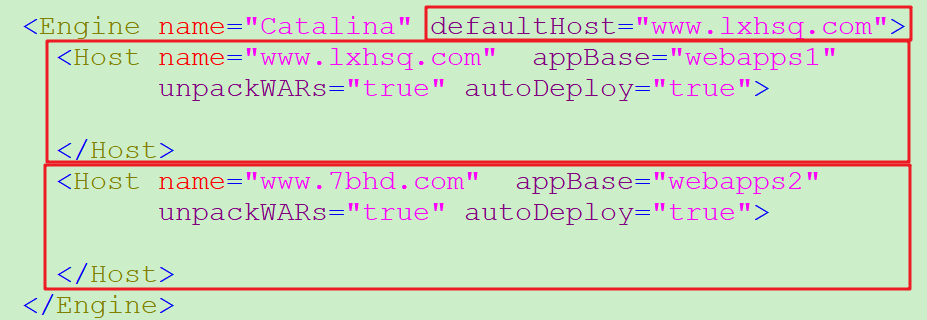 <Engine name="Catalina" defaultHost="www.lxhsq.com">
<Host name="www.lxhsq.com" appBase="webapps1"
unpackWARs="true" autoDeploy="true">
</Host>
<Host name="www.7bhd.com" appBase="webapps2"
unpackWARs="true" autoDeploy="true">
</Host>
</Engine>